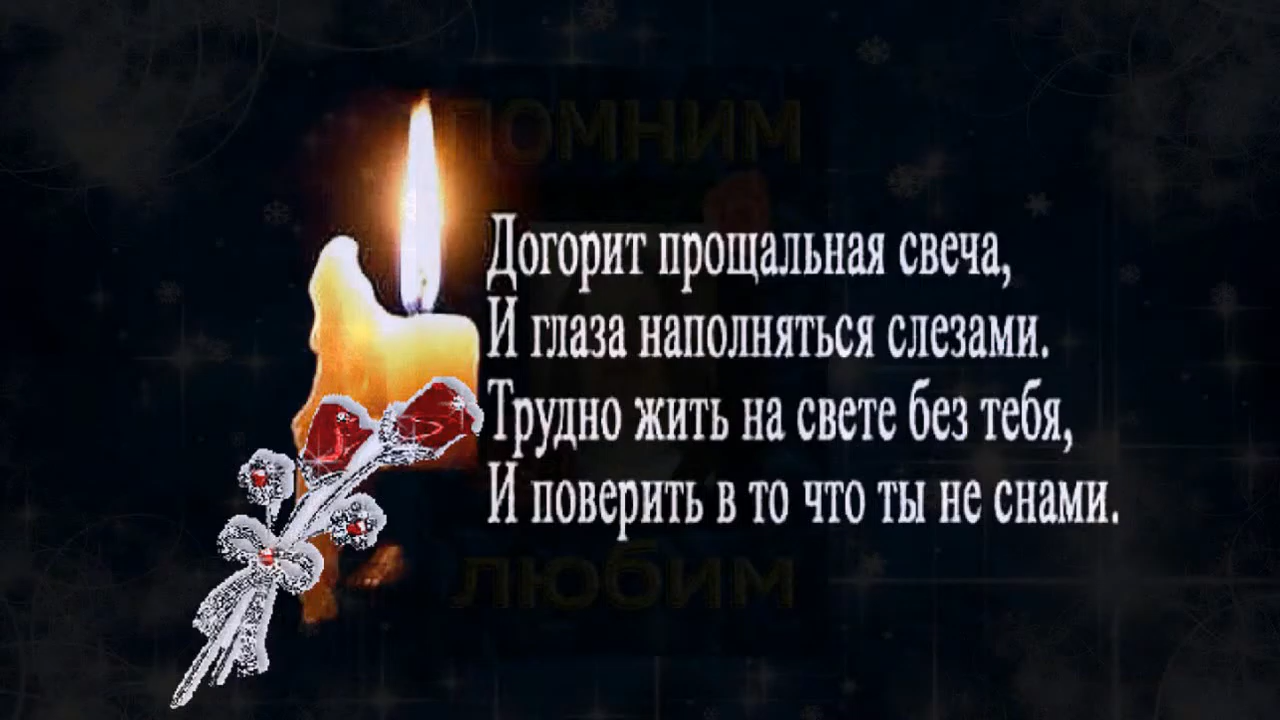 ПОМНИМ
Догорит прощальная свеча,
И глаза наполняться слезами.
Трудно жить на свете без тебя,
И поверить в то что ты не снами.
ЛЮБИМ